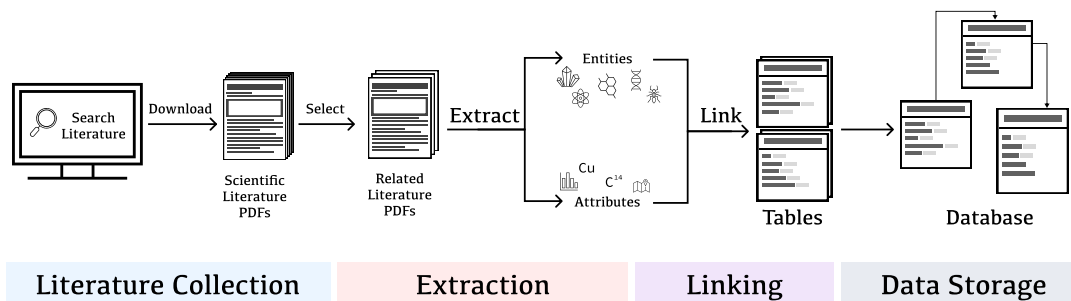 Search
Literature
Download
Scientific
Literature
PDFs
Select
Related
Literature
PDFs
Extract
Entities
Cu
C¹⁴
Attributes
Link
Tables
Database
Literature Collection
Extraction
Linking
Data Storage